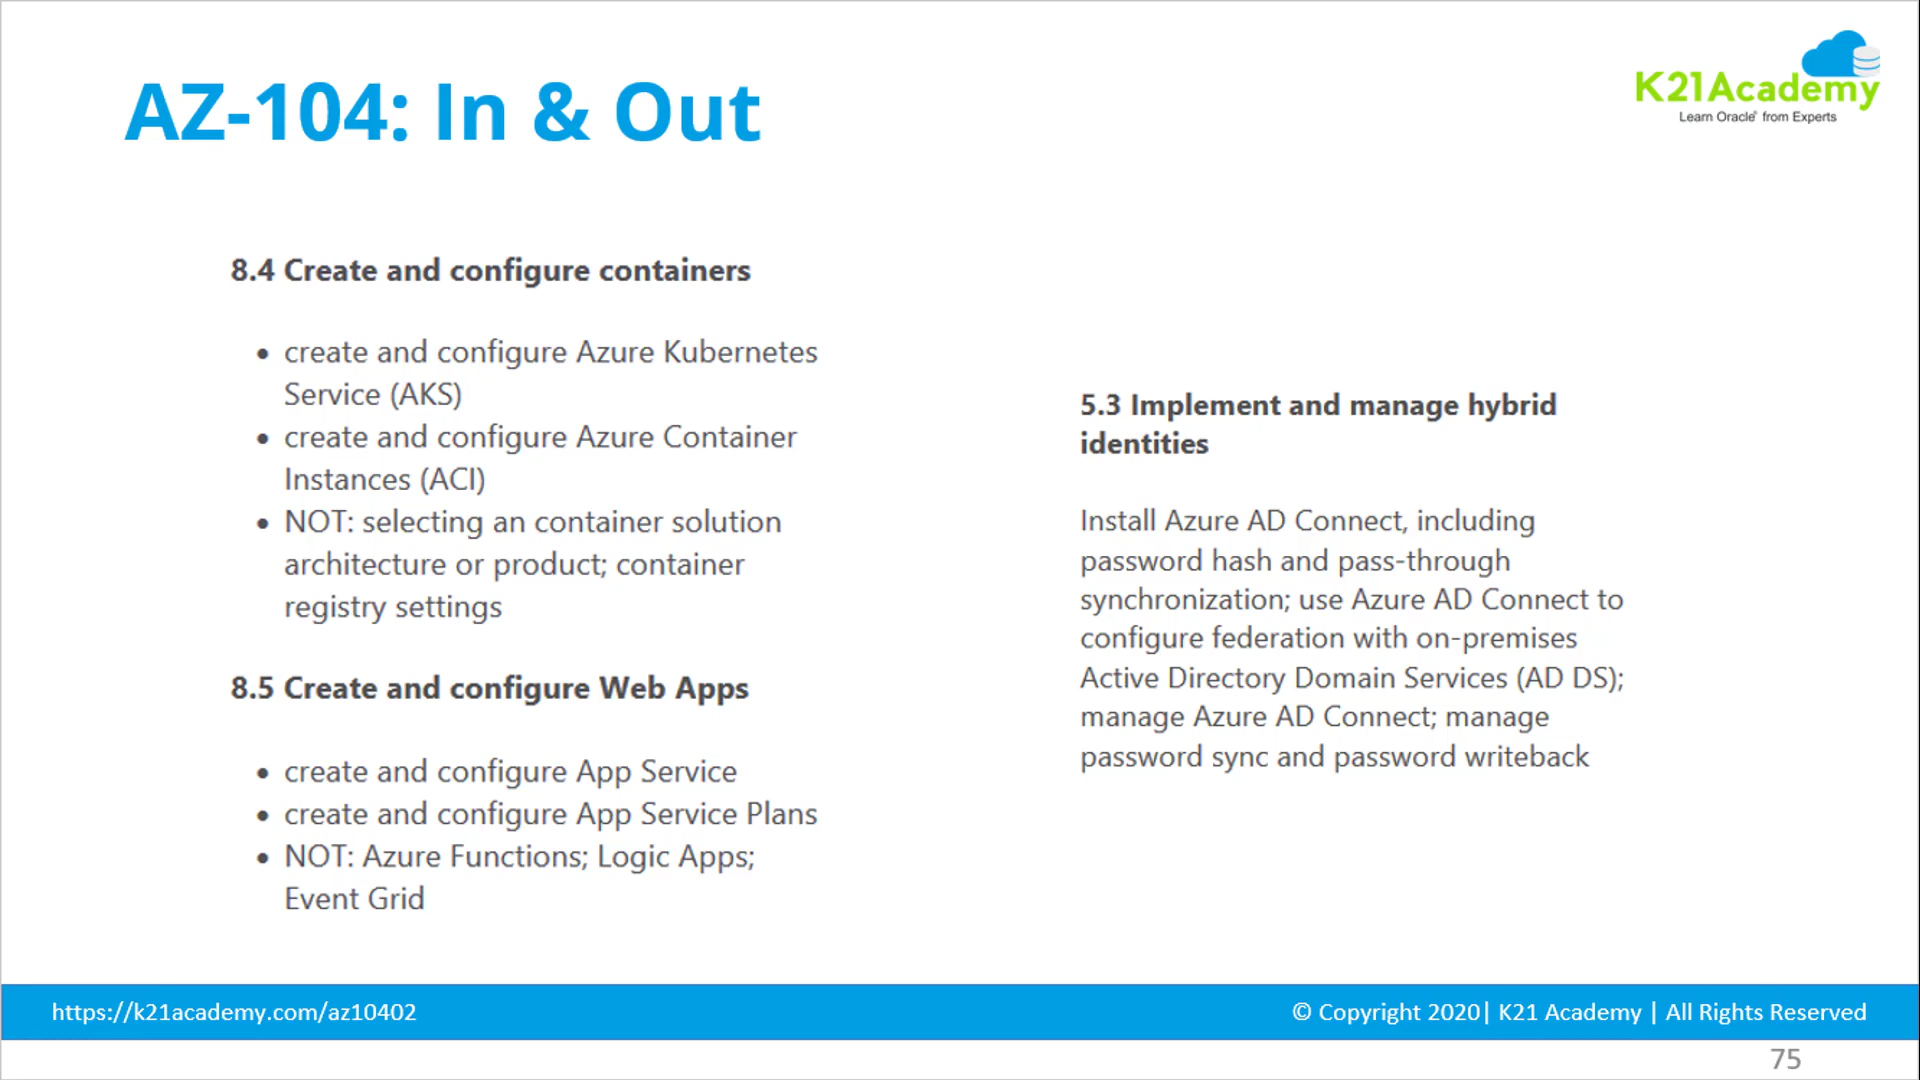 AZ-104: In & Out
K21Academy
Learn Oracle® from Experts
8.4 Create and configure containers
• create and configure Azure Kubernetes
Service (AKS)
• create and configure Azure Container
Instances (ACI)
• NOT: selecting an container solution
architecture or product; container
registry settings
8.5 Create and configure Web Apps
• create and configure App Service
• create and configure App Service Plans
• NOT: Azure Functions; Logic Apps;
Event Grid
5.3 Implement and manage hybrid
identities
Install Azure AD Connect, including
password hash and pass-through
synchronization; use Azure AD Connect to
configure federation with on-premises
Active Directory Domain Services (AD DS);
manage Azure AD Connect; manage
password sync and password writeback
https://k21academy.com/az10402
© Copyright 2020| K21 Academy | All Rights Reserved
75